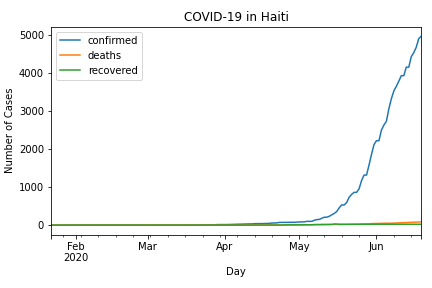 COVID-19 in Haiti
confirmed
deaths
recovered
Number of Cases
5000
4000
3000
2000
1000
0
Feb
2020
Mar
Apr
May
Jun
Day